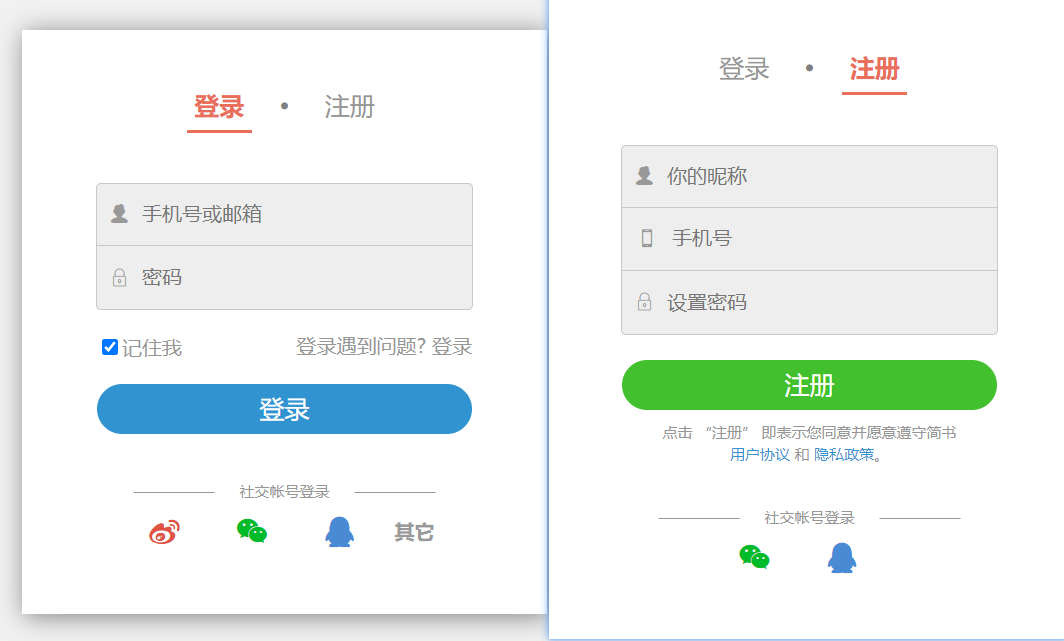 登录 • 注册
手机号或邮箱
密码
记住我 登录遇到问题? 登录
登录
社交帐号登录
其它
登录 • 注册
你的昵称
手机号
设置密码
注册
点击 “注册” 即表示您同意并愿意遵守简书
用户协议 和 隐私政策。
社交帐号登录